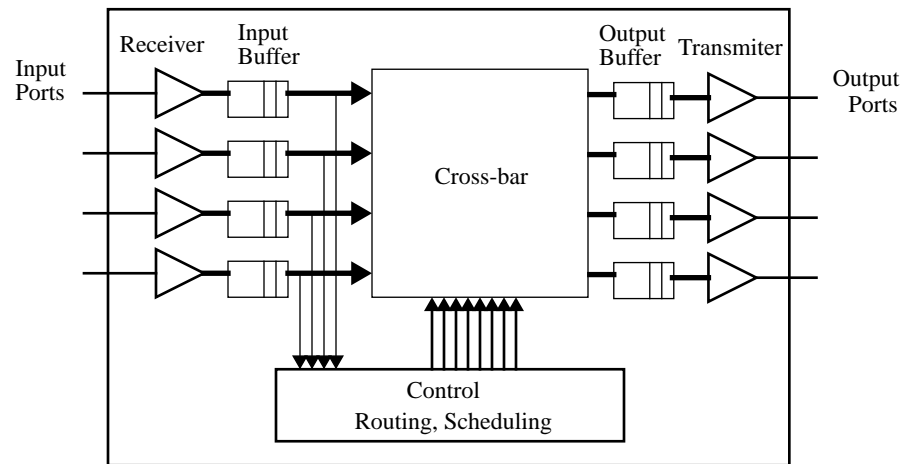 Receiver
Input
Buffer
Output
Buffer
Transmiter
Input
Ports
Output
Ports
Cross-bar
Control
Routing, Scheduling